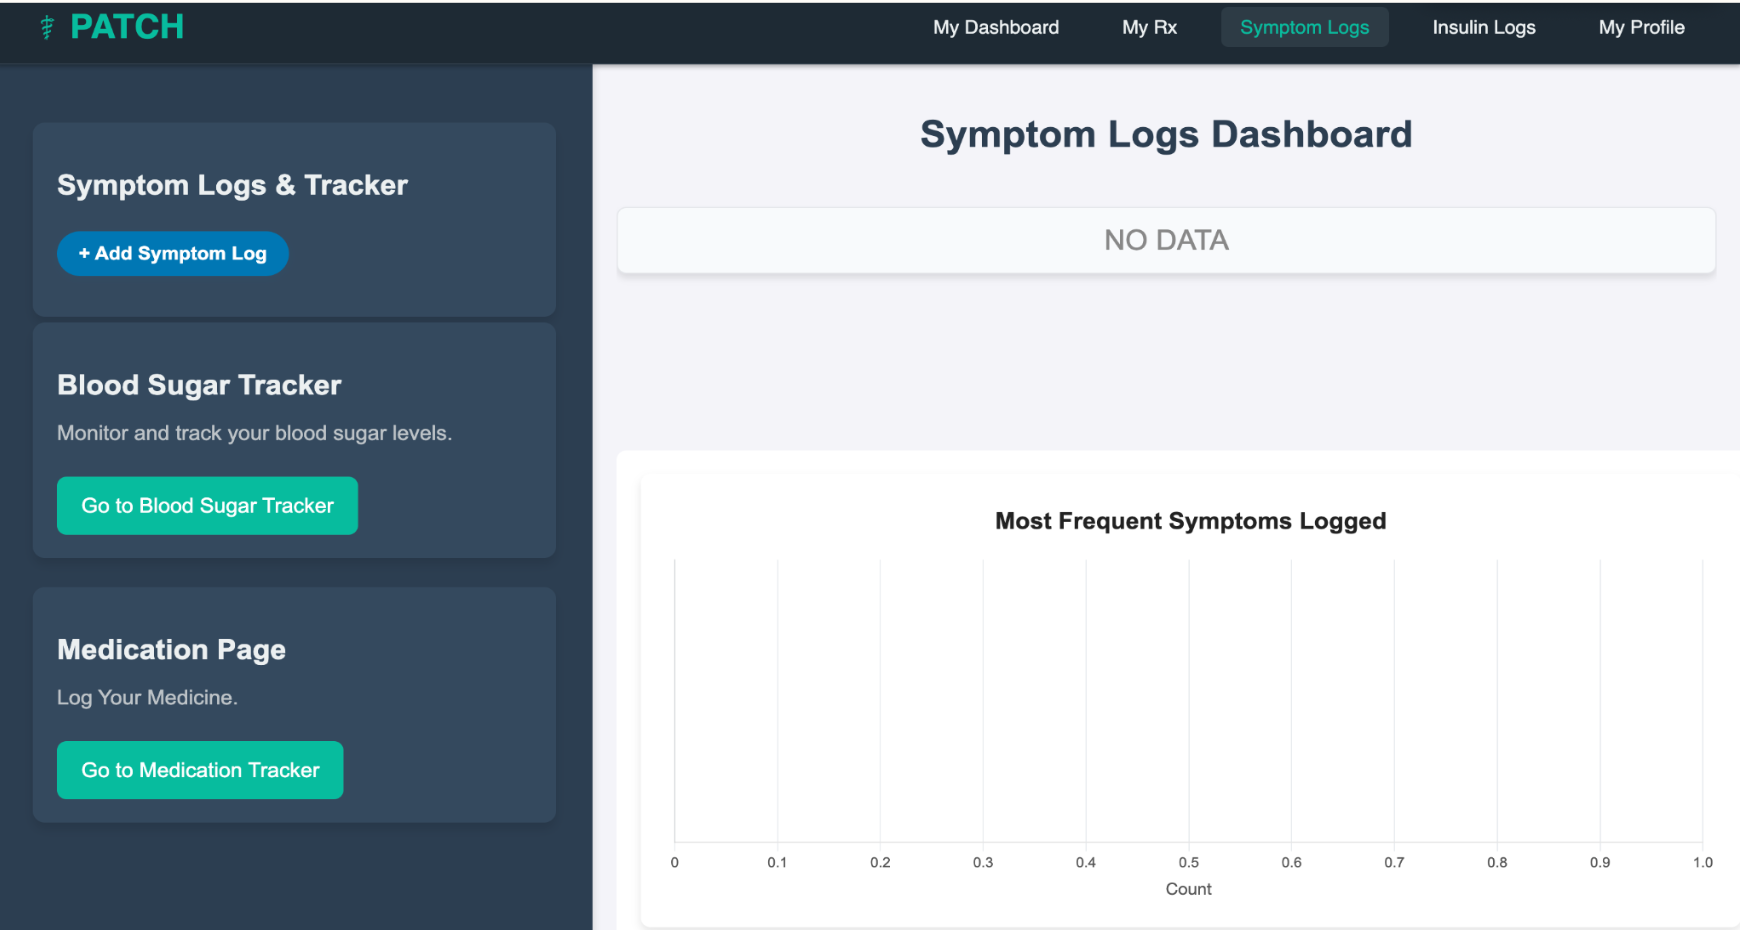 PATCH
My Dashboard My Rx Symptom Logs Insulin Logs My Profile
Symptom Logs & Tracker
+ Add Symptom Log
Blood Sugar Tracker
Monitor and track your blood sugar levels.
Go to Blood Sugar Tracker
Medication Page
Log Your Medicine.
Go to Medication Tracker
Symptom Logs Dashboard
NO DATA
Most Frequent Symptoms Logged
0 0.1 0.2 0.3 0.4 0.5 0.6 0.7 0.8 0.9 1.0
Count